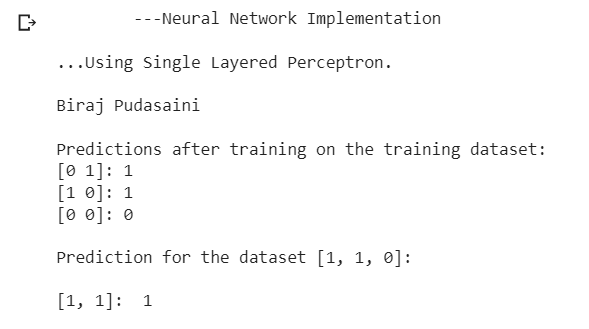 ---Neural Network Implementation
...Using Single Layered Perceptron.
Biraj Pudasaini
Predictions after training on the training dataset:
[0 1]: 1
[1 0]: 1
[0 0]: 0
Prediction for the dataset [1, 1, 0]:
[1, 1]:  1